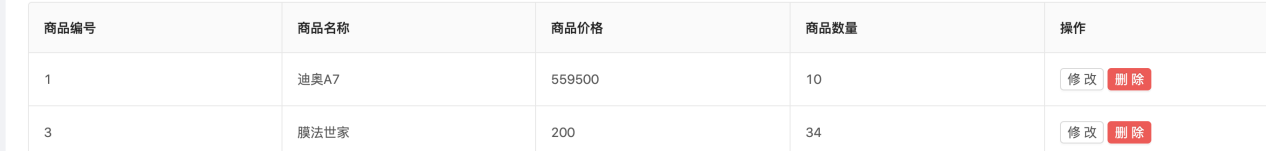 商品编号 商品名称 商品价格 商品数量 操作
1 迪奥A7 559500 10 修 改 删 除
3 膜法世家 200 34 修 改 删 除